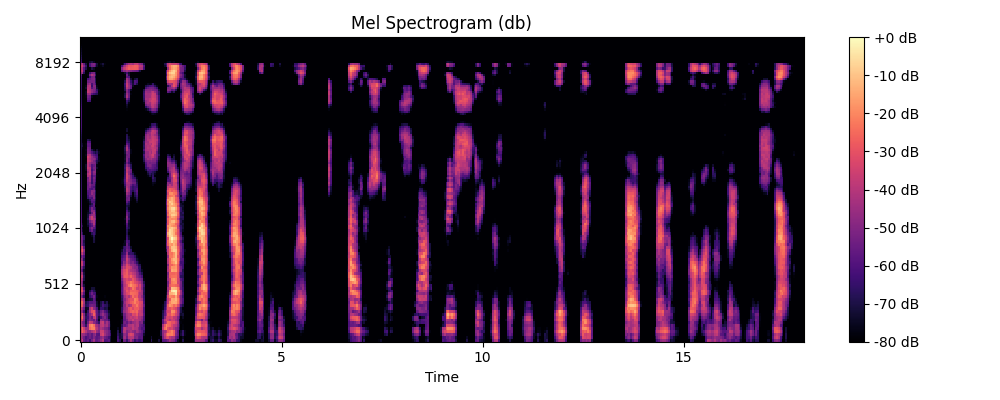 Mel Spectrogram (db)
8192
4096
2048
1024
512
0
Hz
0
5
10
15
Time
+0 dB
-10 dB
-20 dB
-30 dB
-40 dB
-50 dB
-60 dB
-70 dB
-80 dB